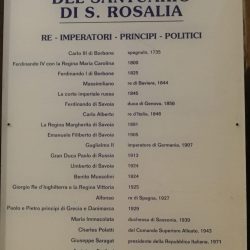 DEL SANTUARIO
DI S. ROSALIA
RE - IMPERATORI - PRINCIPI - POLITICI
Carlo III di Borbone spagnolo, 1735
Ferdinando IV con la Regina Maria Carolina 1800
Ferdinando I di Borbone 1825
Massimiliano re di Baviera, 1844
La corte imperiale russa 1845
Ferdinando di Savoia duca di Genova, 1856
Carlo Alberto re d'Italia, 1846
La Regina Margherita di Savoia 1881
Emanuele Filiberto di Savoia 1905
Guglielmo II imperatore di Germania, 1907
Gran Duca Paolo di Russia 1913
Umberto di Savoia 1924
Benito Mussolini 1924
Giorgio Re d'Inghilterra e la Regina Vittoria 1925
Alfonso re di Spagna, 1927
Paolo e Pietro principi di Grecia e Danimarca 1929
Maria Immacolata duchessa di Sassonia, 1939
Charles Poletti del Comando Superiore Alleato, 1943
Giuseppe Saragat presidente della Repubblica Italiana, 1971